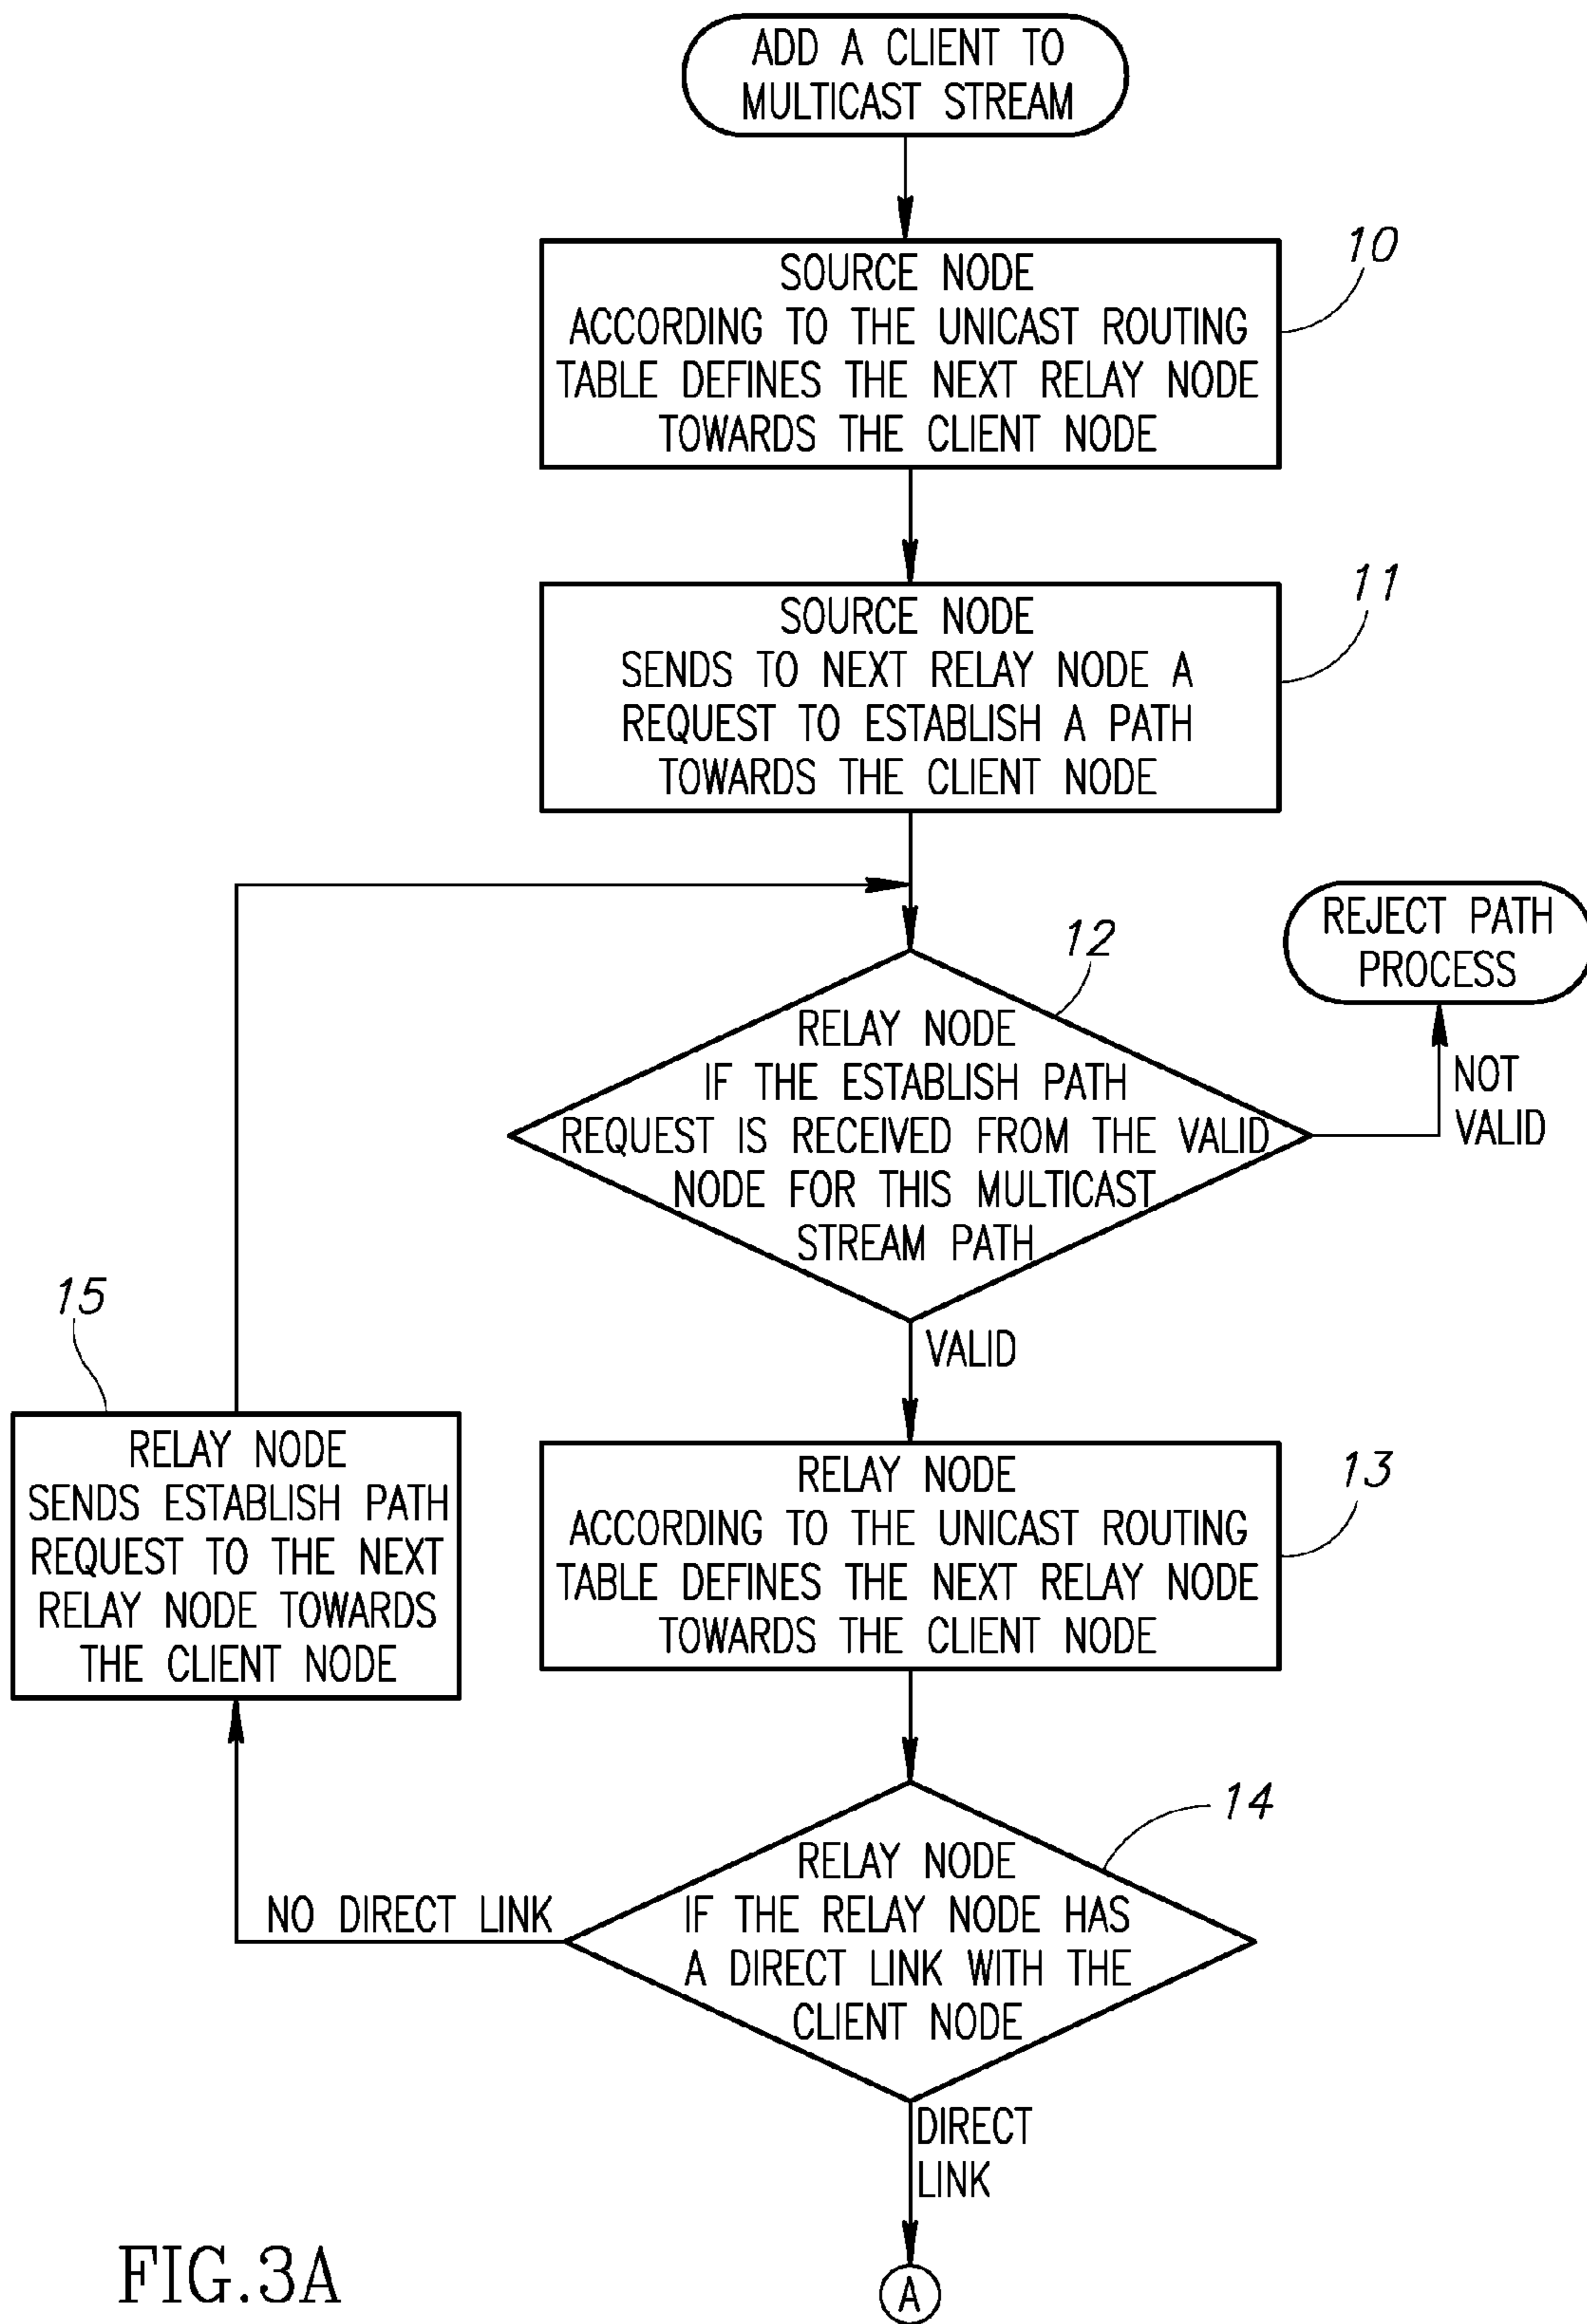 ADD A CLIENT TO
MULTICAST STREAM
10
SOURCE NODE
ACCORDING TO THE UNICAST ROUTING
TABLE DEFINES THE NEXT RELAY NODE
TOWARDS THE CLIENT NODE
11
SOURCE NODE
SENDS TO NEXT RELAY NODE A
REQUEST TO ESTABLISH A PATH
TOWARDS THE CLIENT NODE
12
RELAY NODE
IF THE ESTABLISH PATH
REQUEST IS RECEIVED FROM THE VALID
NODE FOR THIS MULTICAST
STREAM PATH
REJECT PATH
PROCESS
NOT
VALID
VALID
13
RELAY NODE
ACCORDING TO THE UNICAST ROUTING
TABLE DEFINES THE NEXT RELAY NODE
TOWARDS THE CLIENT NODE
15
RELAY NODE
SENDS ESTABLISH PATH
REQUEST TO THE NEXT
RELAY NODE TOWARDS
THE CLIENT NODE
14
RELAY NODE
IF THE RELAY NODE HAS
A DIRECT LINK WITH THE
CLIENT NODE
NO DIRECT LINK
DIRECT
LINK
A
FIG.3A